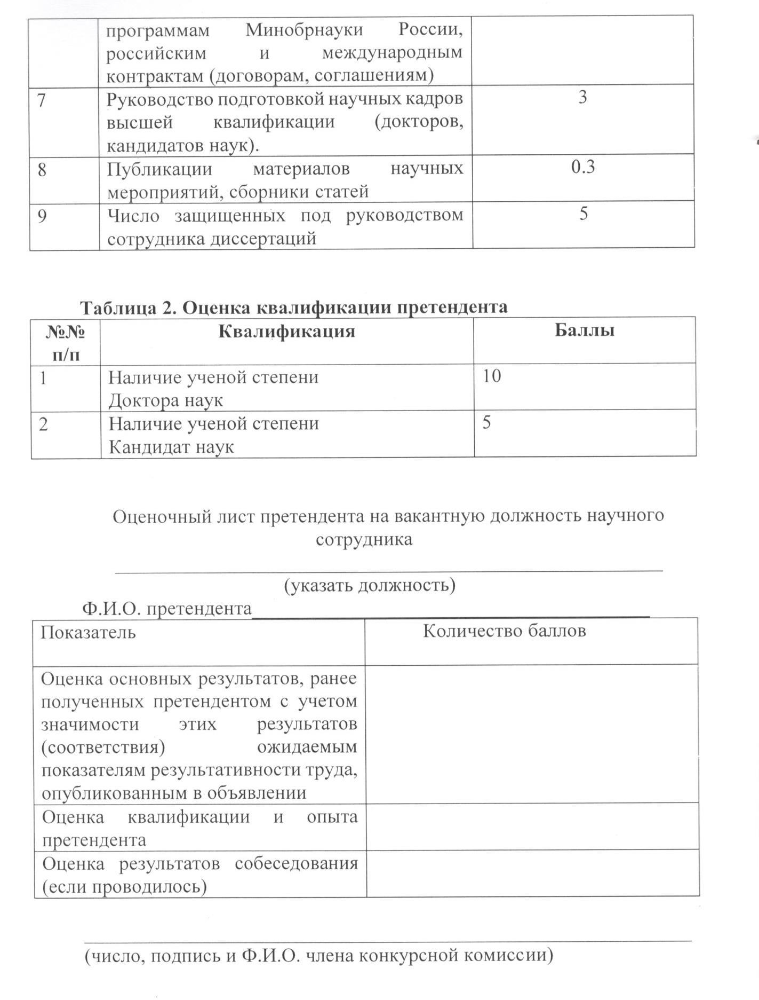 программам Минобрнауки России,
российским и международным
контрактам (договорам, соглашениям)
7 Руководство подготовкой научных кадров 3
высшей квалификации (докторов,
кандидатов наук).
8 Публикации материалов научных 0.3
мероприятий, сборники статей
9 Число защищенных под руководством 5
сотрудника диссертаций
Таблица 2. Оценка квалификации претендента
№№ Квалификация Баллы
п/п
1 Наличие ученой степени 10
Доктора наук
2 Наличие ученой степени 5
Кандидат наук
Оценочный лист претендента на вакантную должность научного
сотрудника
(указать должность)
Ф.И.О. претендента
Показатель Количество баллов
Оценка основных результатов, ранее
полученных претендентом с учетом
значимости этих результатов
(соответствия) ожидаемым
показателям результативности труда,
опубликованным в объявлении
Оценка квалификации и опыта
претендента
Оценка результатов собеседования
(если проводилось)
(число, подпись и Ф.И.О. члена конкурсной комиссии)